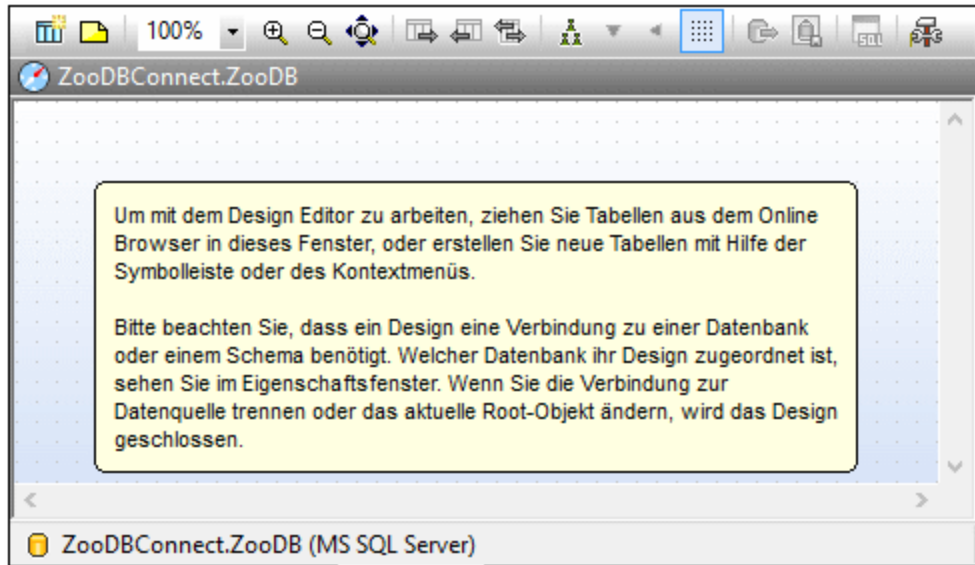 100%
SQL
ZooDBConnect.ZooDB
Um mit dem Design Editor zu arbeiten, ziehen Sie Tabellen aus dem Online
Browser in dieses Fenster, oder erstellen Sie neue Tabellen mit Hilfe der
Symbolleiste oder des Kontextmenüs.
Bitte beachten Sie, dass ein Design eine Verbindung zu einer Datenbank
oder einem Schema benötigt. Welcher Datenbank ihr Design zugeordnet ist,
sehen Sie im Eigenschaftsfenster. Wenn Sie die Verbindung zur
Datenquelle trennen oder das aktuelle Root-Objekt ändern, wird das Design
geschlossen.
ZooDBConnect.ZooDB (MS SQL Server)